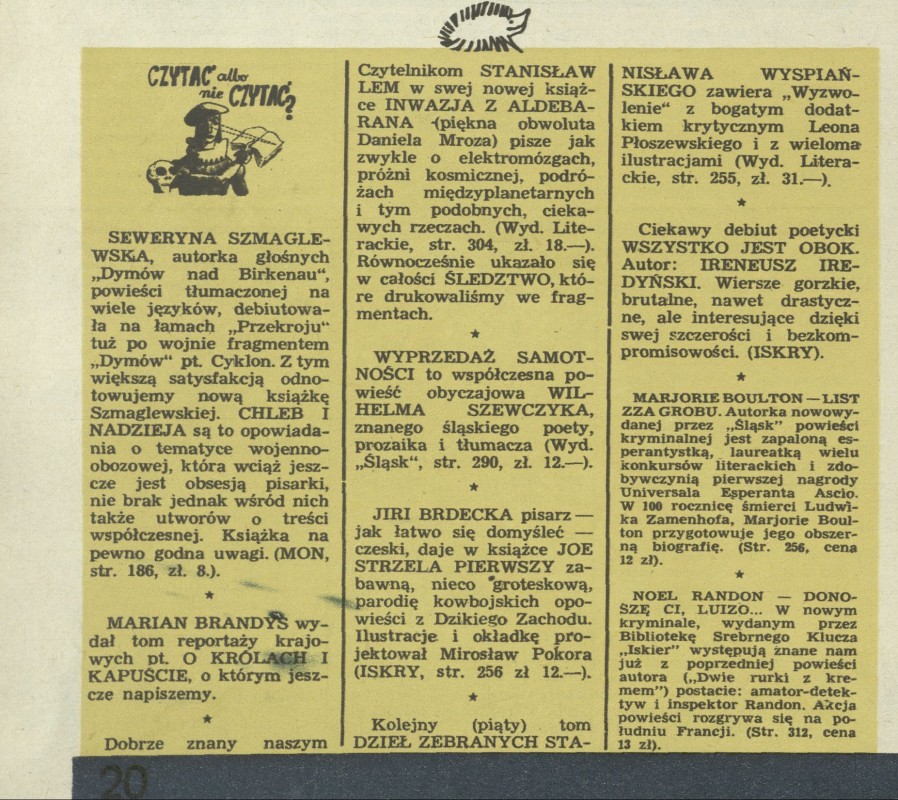 CZYTAĆ albo
nie CZYTAĆ?
SEWERYNA SZMAGLE-
WSKA, autorka głośnych
„Dymów nad Birkenau“,
powieści tłumaczonej na
wiele języków, debiutowa-
ła na łamach „Przekroju“
tuż po wojnie fragmentem
„Dymów“ pt. Cyklon. Z tym
większą satysfakcją odno-
towujemy nową książkę
Szmaglewskiej. CHLEB I
NADZIEJA są to opowiada-
nia o tematyce wojenno-
obozowej, która wciąż jesz-
cze jest obsesją pisarki,
nie brak jednak wśród nich
także utworów o treści
współczesnej. Książka na
pewno godna uwagi. (MON,
str. 186, zł. 8.).
★
MARIAN BRANDYS wy-
dał tom reportaży krajo-
wych pt. O KRÓLACH I
KAPUŚCIE, o którym jesz-
cze napiszemy.
★
Dobrze znany naszym
Czytelnikom STANISŁAW
LEM w swej nowej książ-
ce INWAZJA Z ALDEBA-
RANA (piękna obwoluta
Daniela Mroza) pisze jak
zwykle o elektromózgach,
próżni kosmicznej, podró-
żach międzyplanetarnych
i tym podobnych, cieka-
wych rzeczach. (Wyd. Lite-
rackie, str. 304, zł. 18.—).
Równocześnie ukazało się
w całości ŚLEDZTWO, któ-
re drukowaliśmy we frag-
mentach.
★
WYPRZEDAŻ SAMOT-
NOŚCI to współczesna po-
wieść obyczajowa WIL-
HELMA SZEWCZYKA,
znanego śląskiego poety,
prozaika i tłumacza (Wyd.
„Śląsk“, str. 290, zł. 12.—).
★
JIRI BRDECKA pisarz —
jak łatwo się domyśleć —
czeski, daje w książce JOE
STRZELA PIERWSZY za-
bawną, nieco groteskową,
parodię kowbojskich opo-
wieści z Dzikiego Zachodu.
Ilustracje i okładkę pro-
jektował Mirosław Pokora
(ISKRY, str. 256 zł 12.—).
★
Kolejny (piąty) tom
DZIEŁ ZEBRANYCH STA-
NISŁAWA WYSPIAŃ-
SKIEGO zawiera „Wyzwo-
lenie“ z bogatym dodat-
kiem krytycznym Leona
Płoszewskiego i z wieloma
ilustracjami (Wyd. Litera-
ckie, str. 255, zł. 31.—).
★
Ciekawy debiut poetycki
WSZYSTKO JEST OBOK.
Autor: IRENEUSZ IRE-
DYŃSKI. Wiersze gorzkie,
brutalne, nawet drastycz-
ne, ale interesujące dzięki
swej szczerości i bezkom-
promisowości. (ISKRY).
★
MARJORIE BOULTON — LIST
ZZA GROBU. Autorka nowowy-
danej przez „Śląsk“ powieści
kryminalnej jest zapaloną es-
perantystką, laureatką wielu
konkursów literackich i zdo-
bywczynią pierwszej nagrody
Universala Esperanta Ascio.
W 100 rocznicę śmierci Ludwi-
ka Zamenhofa, Marjorie Boul-
ton przygotowuje jego obszer-
ną biografię. (Str. 256, cena
12 zł).
★
NOEL RANDON — DONO-
SZĘ CI, LUIZO... W nowym
kryminale, wydanym przez
Bibliotekę Srebrnego Klucza
„Iskier“ występują znane nam
już z poprzedniej powieści
autora („Dwie rurki z kre-
mem“) postacie: amator-detek-
tyw i inspektor Randon. Akcja
powieści rozgrywa się na po-
łudniu Francji. (Str. 312, cena
13 zł).
20